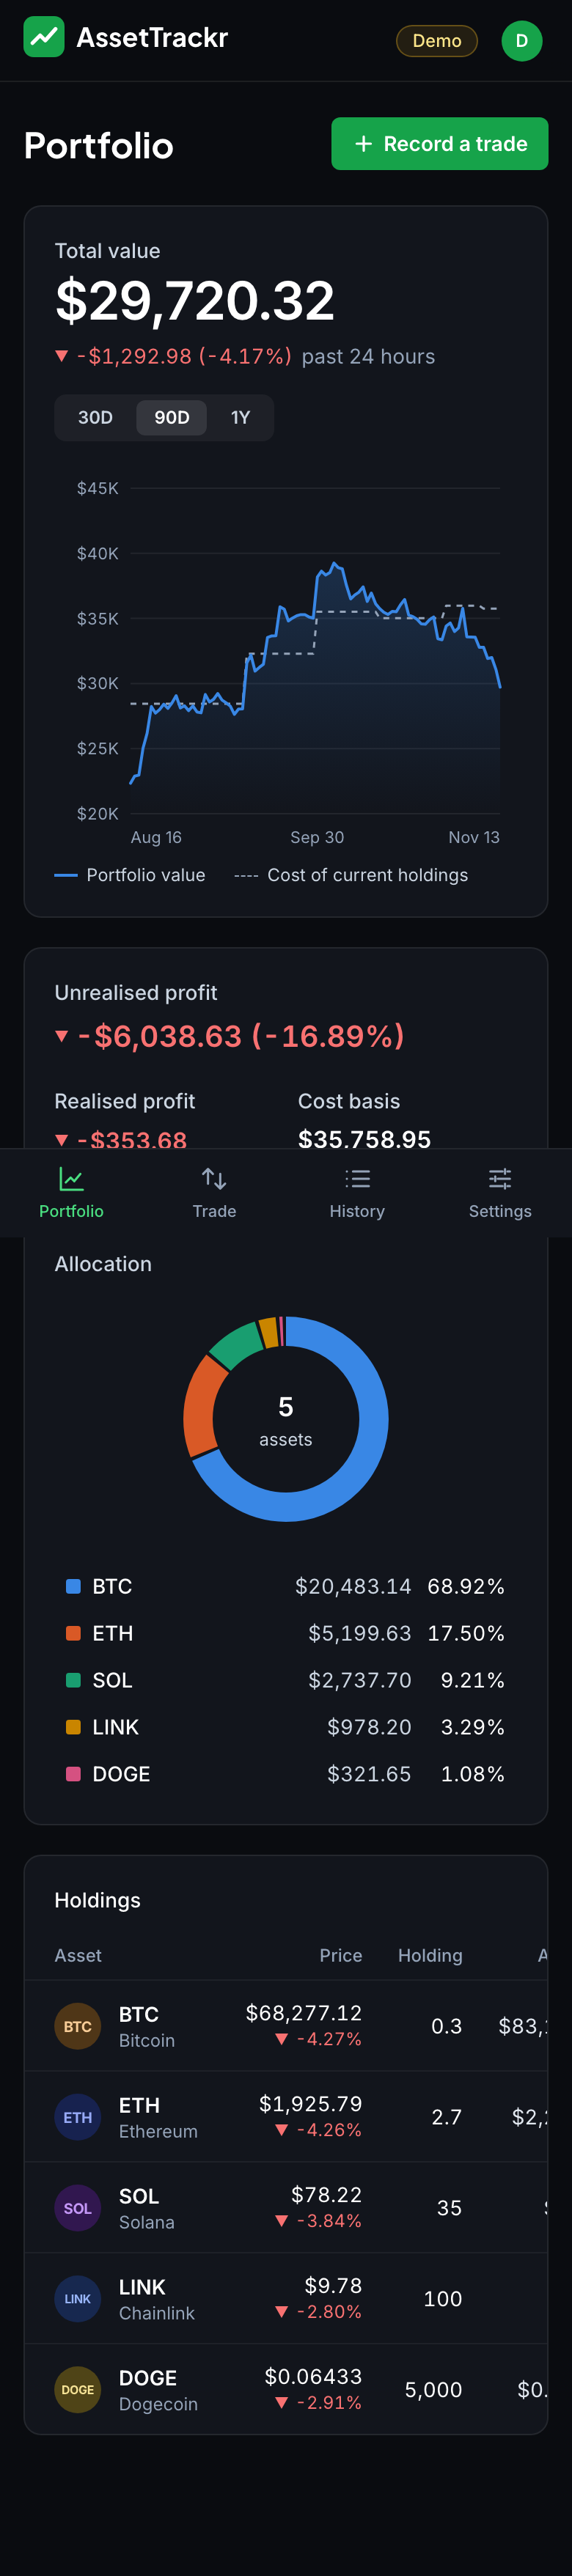 AssetTrackr
Demo
D
Portfolio
+ Record a trade
Total value
$29,720.32
▼ -$1,292.98 (-4.17%) past 24 hours
30D 90D 1Y
$45K
$40K
$35K
$30K
$25K
$20K
Aug 16 Sep 30 Nov 13
Portfolio value Cost of current holdings
Unrealised profit
▼ -$6,038.63 (-16.89%)
Realised profit Cost basis
▼ -$353.68 $35,758.95
Portfolio Trade History Settings
Allocation
5
assets
BTC $20,483.14 68.92%
ETH $5,199.63 17.50%
SOL $2,737.70 9.21%
LINK $978.20 3.29%
DOGE $321.65 1.08%
Holdings
Asset Price Holding
BTC BTC $68,277.12 0.3
Bitcoin ▼ -4.27%
ETH ETH $1,925.79 2.7
Ethereum ▼ -4.26%
SOL SOL $78.22 35
Solana ▼ -3.84%
LINK LINK $9.78 100
Chainlink ▼ -2.80%
DOGE DOGE $0.06433 5,000
Dogecoin ▼ -2.91%